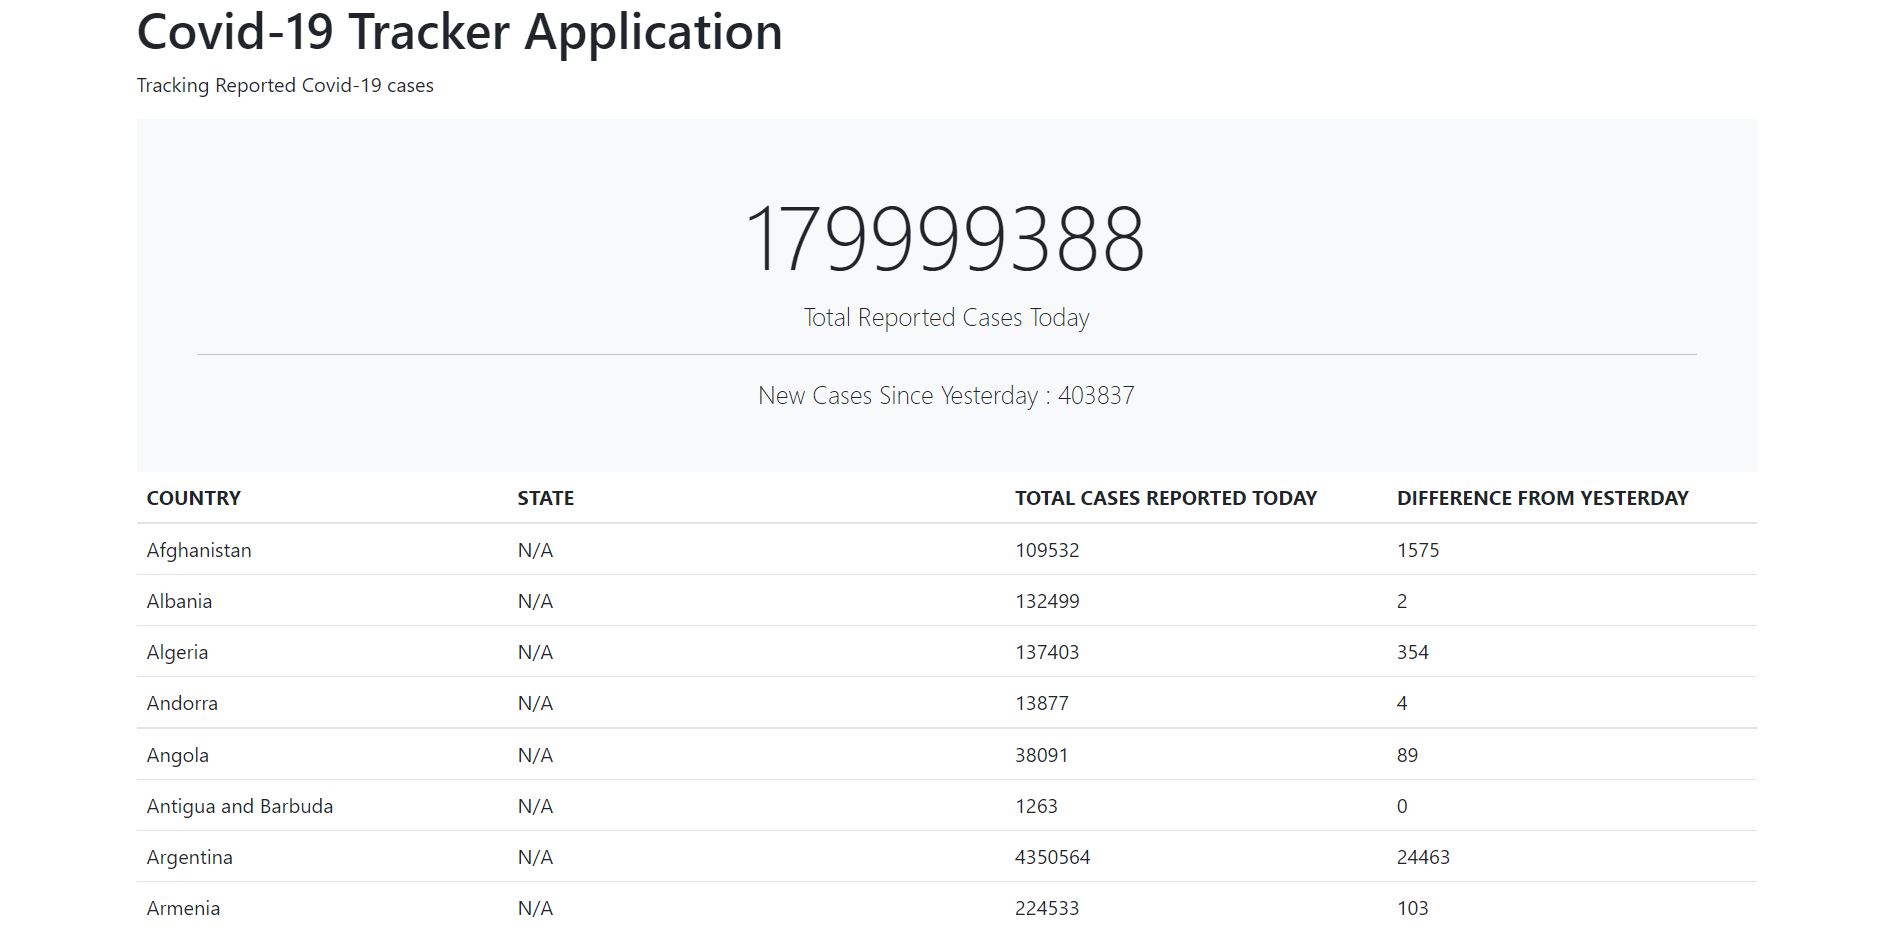 Covid-19 Tracker Application
Tracking Reported Covid-19 cases
179999388
Total Reported Cases Today
New Cases Since Yesterday : 403837
COUNTRY STATE TOTAL CASES REPORTED TODAY DIFFERENCE FROM YESTERDAY
Afghanistan N/A 109532 1575
Albania N/A 132499 2
Algeria N/A 137403 354
Andorra N/A 13877 4
Angola N/A 38091 89
Antigua and Barbuda N/A 1263 0
Argentina N/A 4350564 24463
Armenia N/A 224533 103